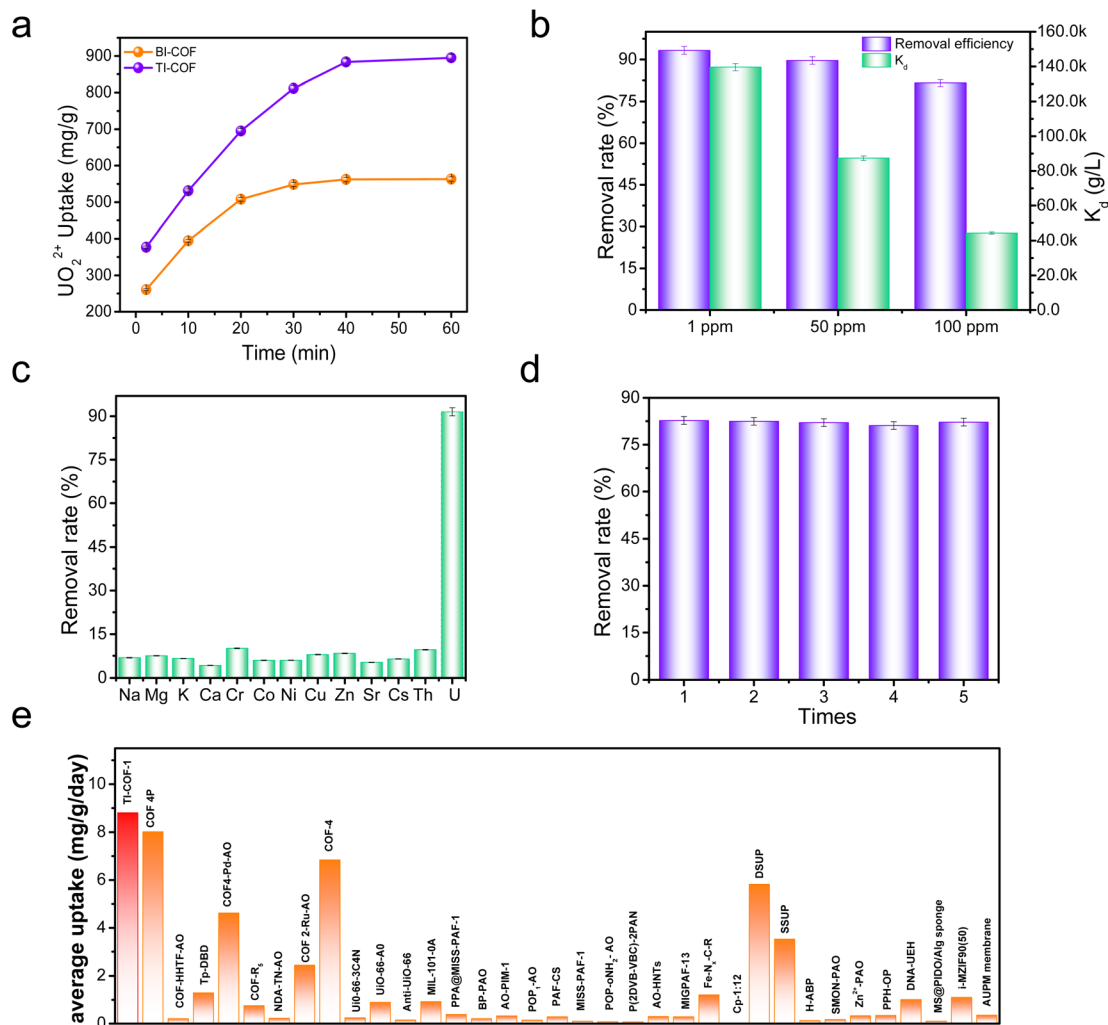 a
BI-COF
TI-COF
900
800
700
600
500
400
300
200
UO₂²⁺ Uptake (mg/g)
0 10 20 30 40 50 60
Time (min)
b
Removal efficiency
K_d
90
75
60
45
30
15
0
Removal rate (%)
160.0k
140.0k
120.0k
100.0k
80.0k
60.0k
40.0k
20.0k
0.0
K_d (g/L)
1 ppm 50 ppm 100 ppm
c
90
75
60
45
30
15
0
Removal rate (%)
Na Mg K Ca Cr Co Ni Cu Zn Sr Cs Th U
d
90
75
60
45
30
15
0
Removal rate (%)
1 2 3 4 5
Times
e
10
8
6
4
2
0
average uptake (mg/g/day)
TI-COF-1
COF 4P
COF-HHTF-AO
Tp-DBD
COF4-Pd-AO
COF-R₅
NDA-TN-AO
COF 2-Ru-AO
COF-4
Ui0-66-3C4N
UiO-66-A0
Anti-UiO-66
MIL-101-0A
PPA@MISS-PAF-1
BP-PAO
AO-PIM-1
POP₁-AO
PAF-CS
MISS-PAF-1
POP-oNH₂- AO
P(2DVB-VBC)-2PAN
AO-HNTs
MIGPAF-13
Fe-Nₓ-C-R
Cp-1:12
DSUP
SSUP
H-ABP
SMON-PAO
Zn²⁺-PAO
PPH-OP
DNA-UEH
MS@PIDO/Alg sponge
i-MZIF90(50)
AUPM membrane